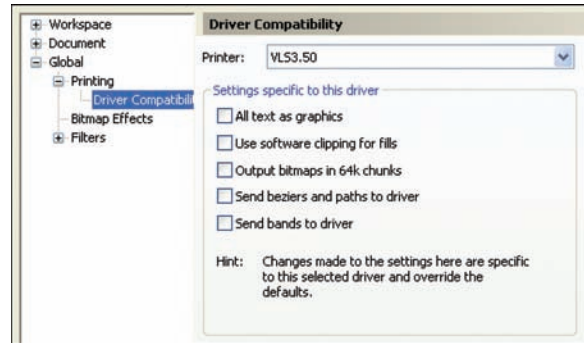 Workspace
Document
Global
Printing
Driver Compatibili
Bitmap Effects
Filters
Driver Compatibility
Printer: VLS3.50
Settings specific to this driver
All text as graphics
Use software clipping for fills
Output bitmaps in 64k chunks
Send beziers and paths to driver
Send bands to driver
Hint: Changes made to the settings here are specific
to this selected driver and override the
defaults.